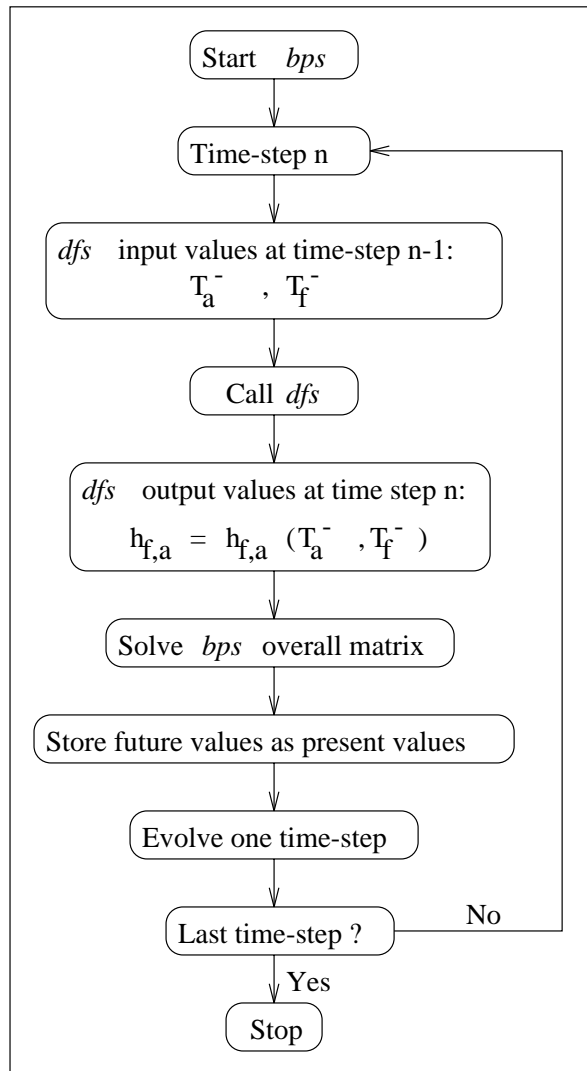 Start bps
Time-step n
dfs input values at time-step n-1:
T_a^- , T_f^-
Call dfs
dfs output values at time step n:
h_{f,a} = h_{f,a} (T_a^- , T_f^-)
Solve bps overall matrix
Store future values as present values
Evolve one time-step
Last time-step ?
No
Yes
Stop